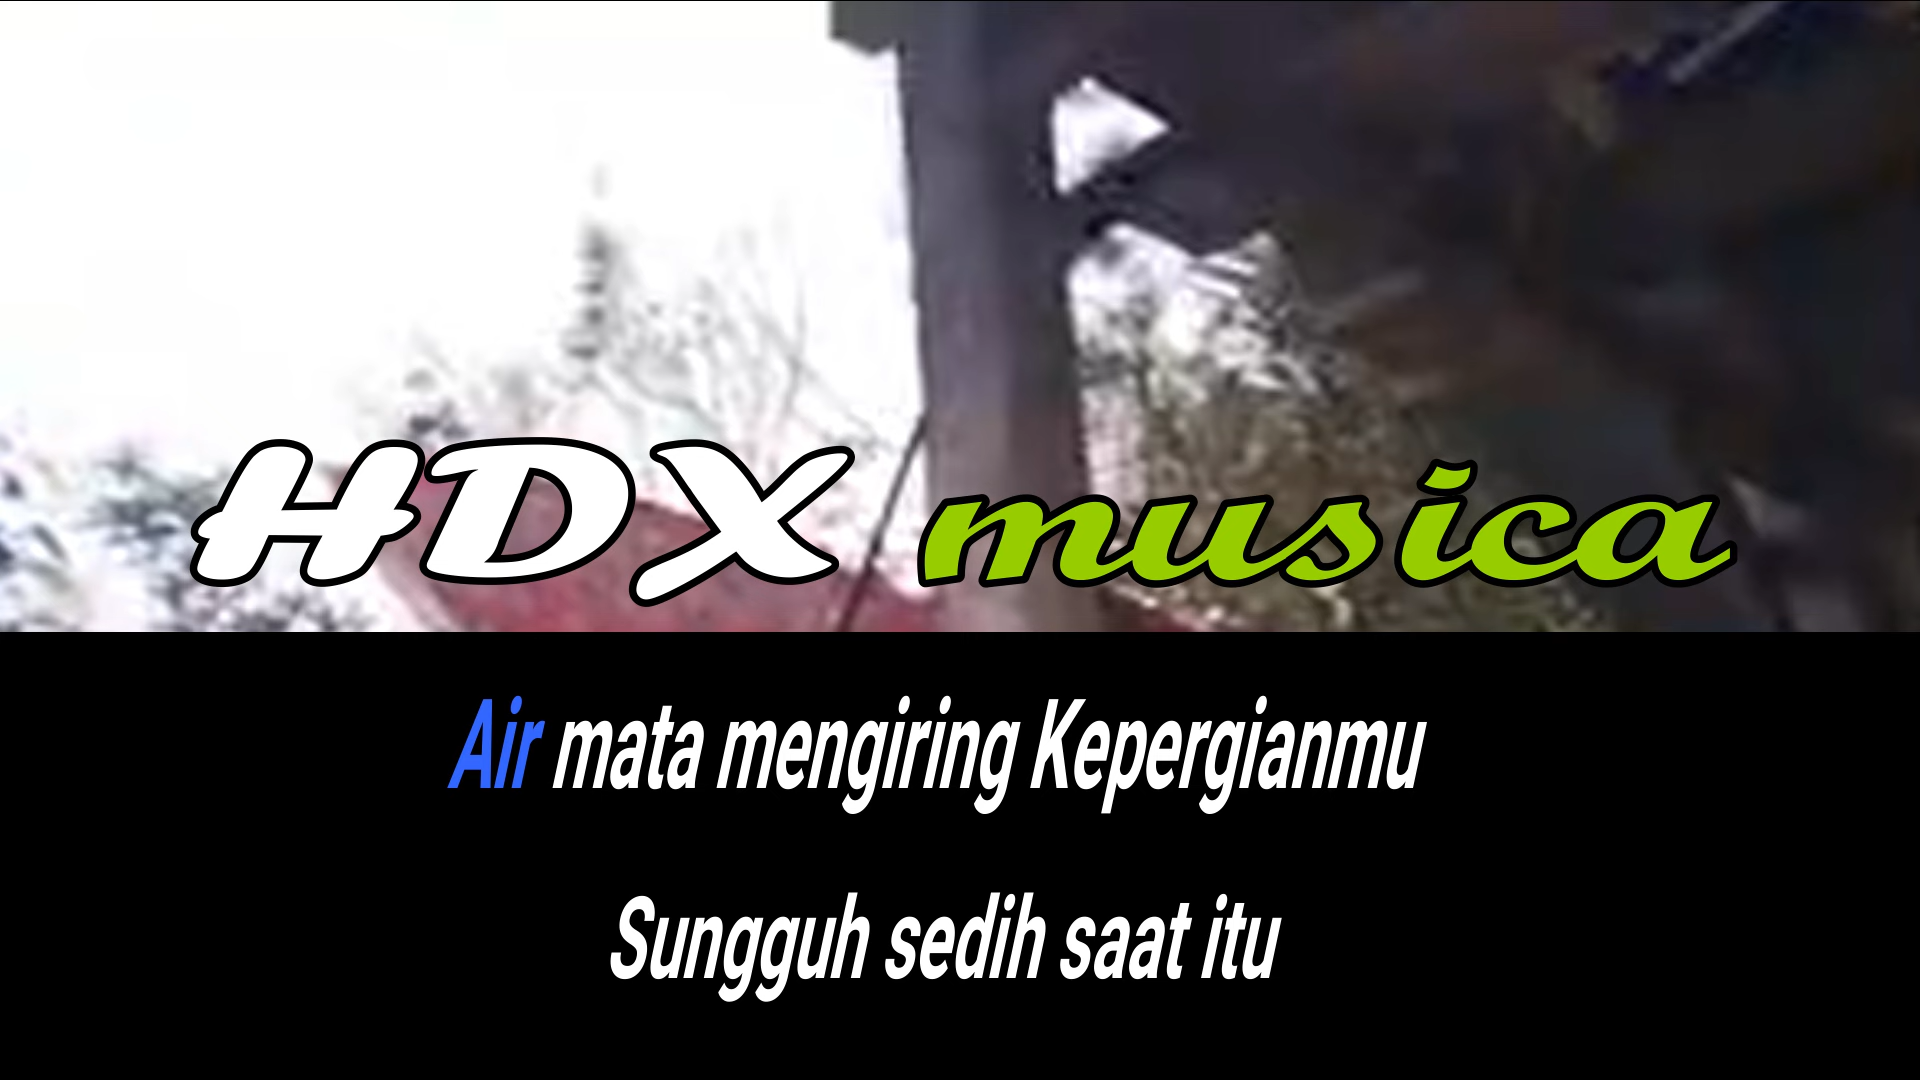 HDX musica
Air mata mengiring Kepergianmu
Sungguh sedih saat itu